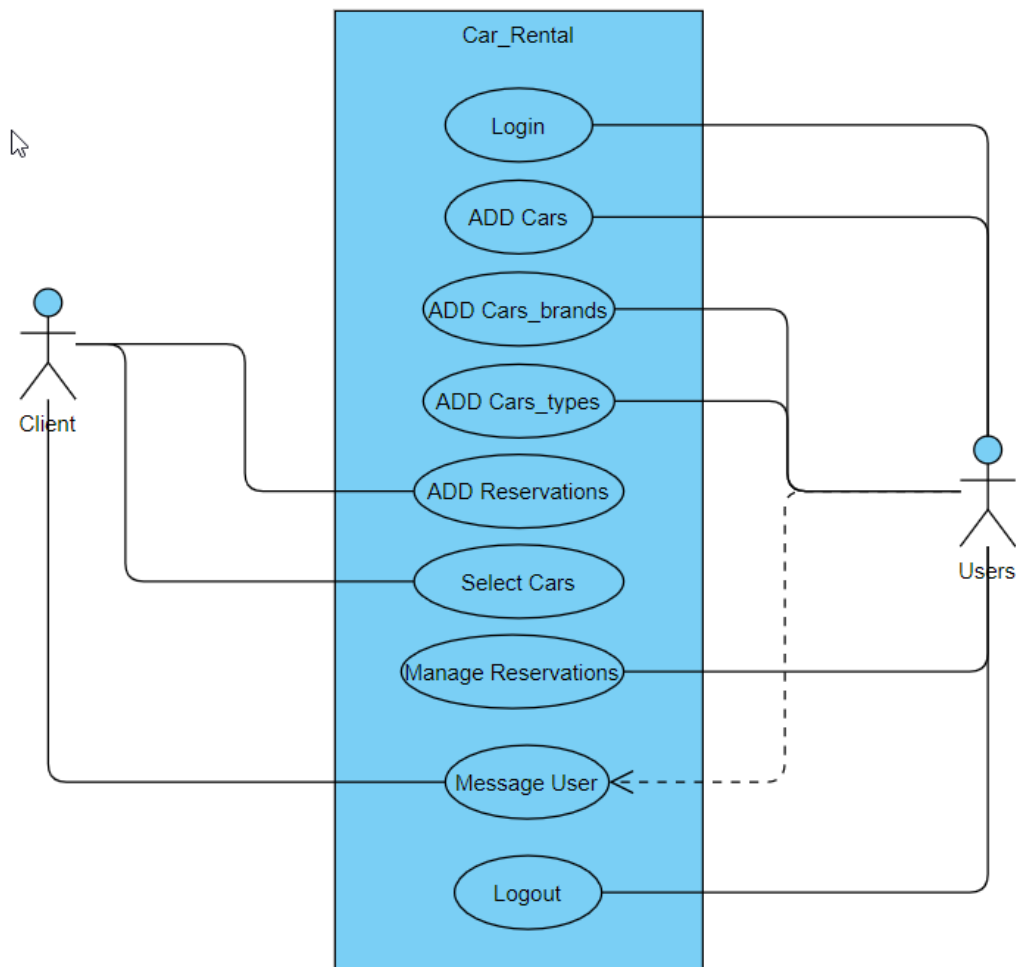 Car_Rental
Login
ADD Cars
ADD Cars_brands
ADD Cars_types
Client
ADD Reservations
Select Cars
Users
Manage Reservations
Message User
Logout